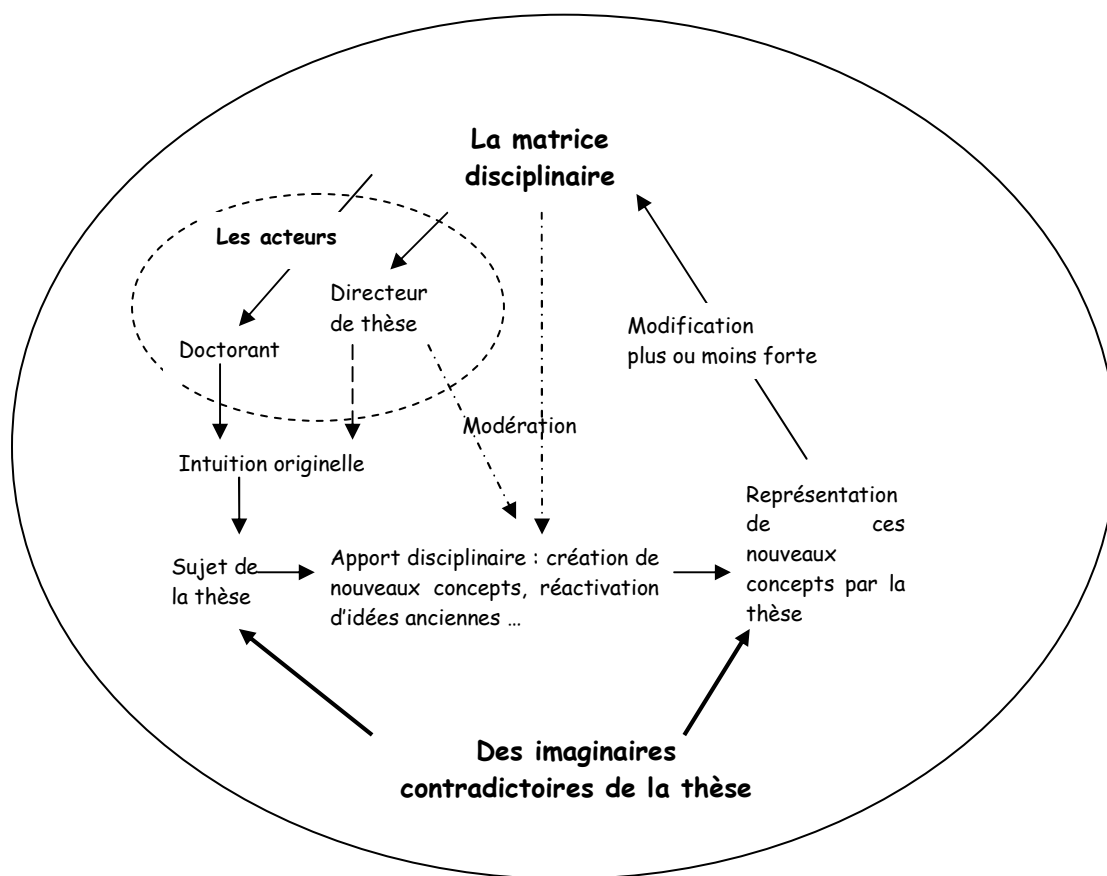 La matrice
disciplinaire
Les acteurs
Directeur
de thèse
Doctorant
Modification
plus ou moins forte
Modération
Intuition originelle
Sujet de
la thèse
Apport disciplinaire : création de
nouveaux concepts, réactivation
d'idées anciennes …
Représentation
de ces
nouveaux
concepts par la
thèse
Des imaginaires
contradictoires de la thèse